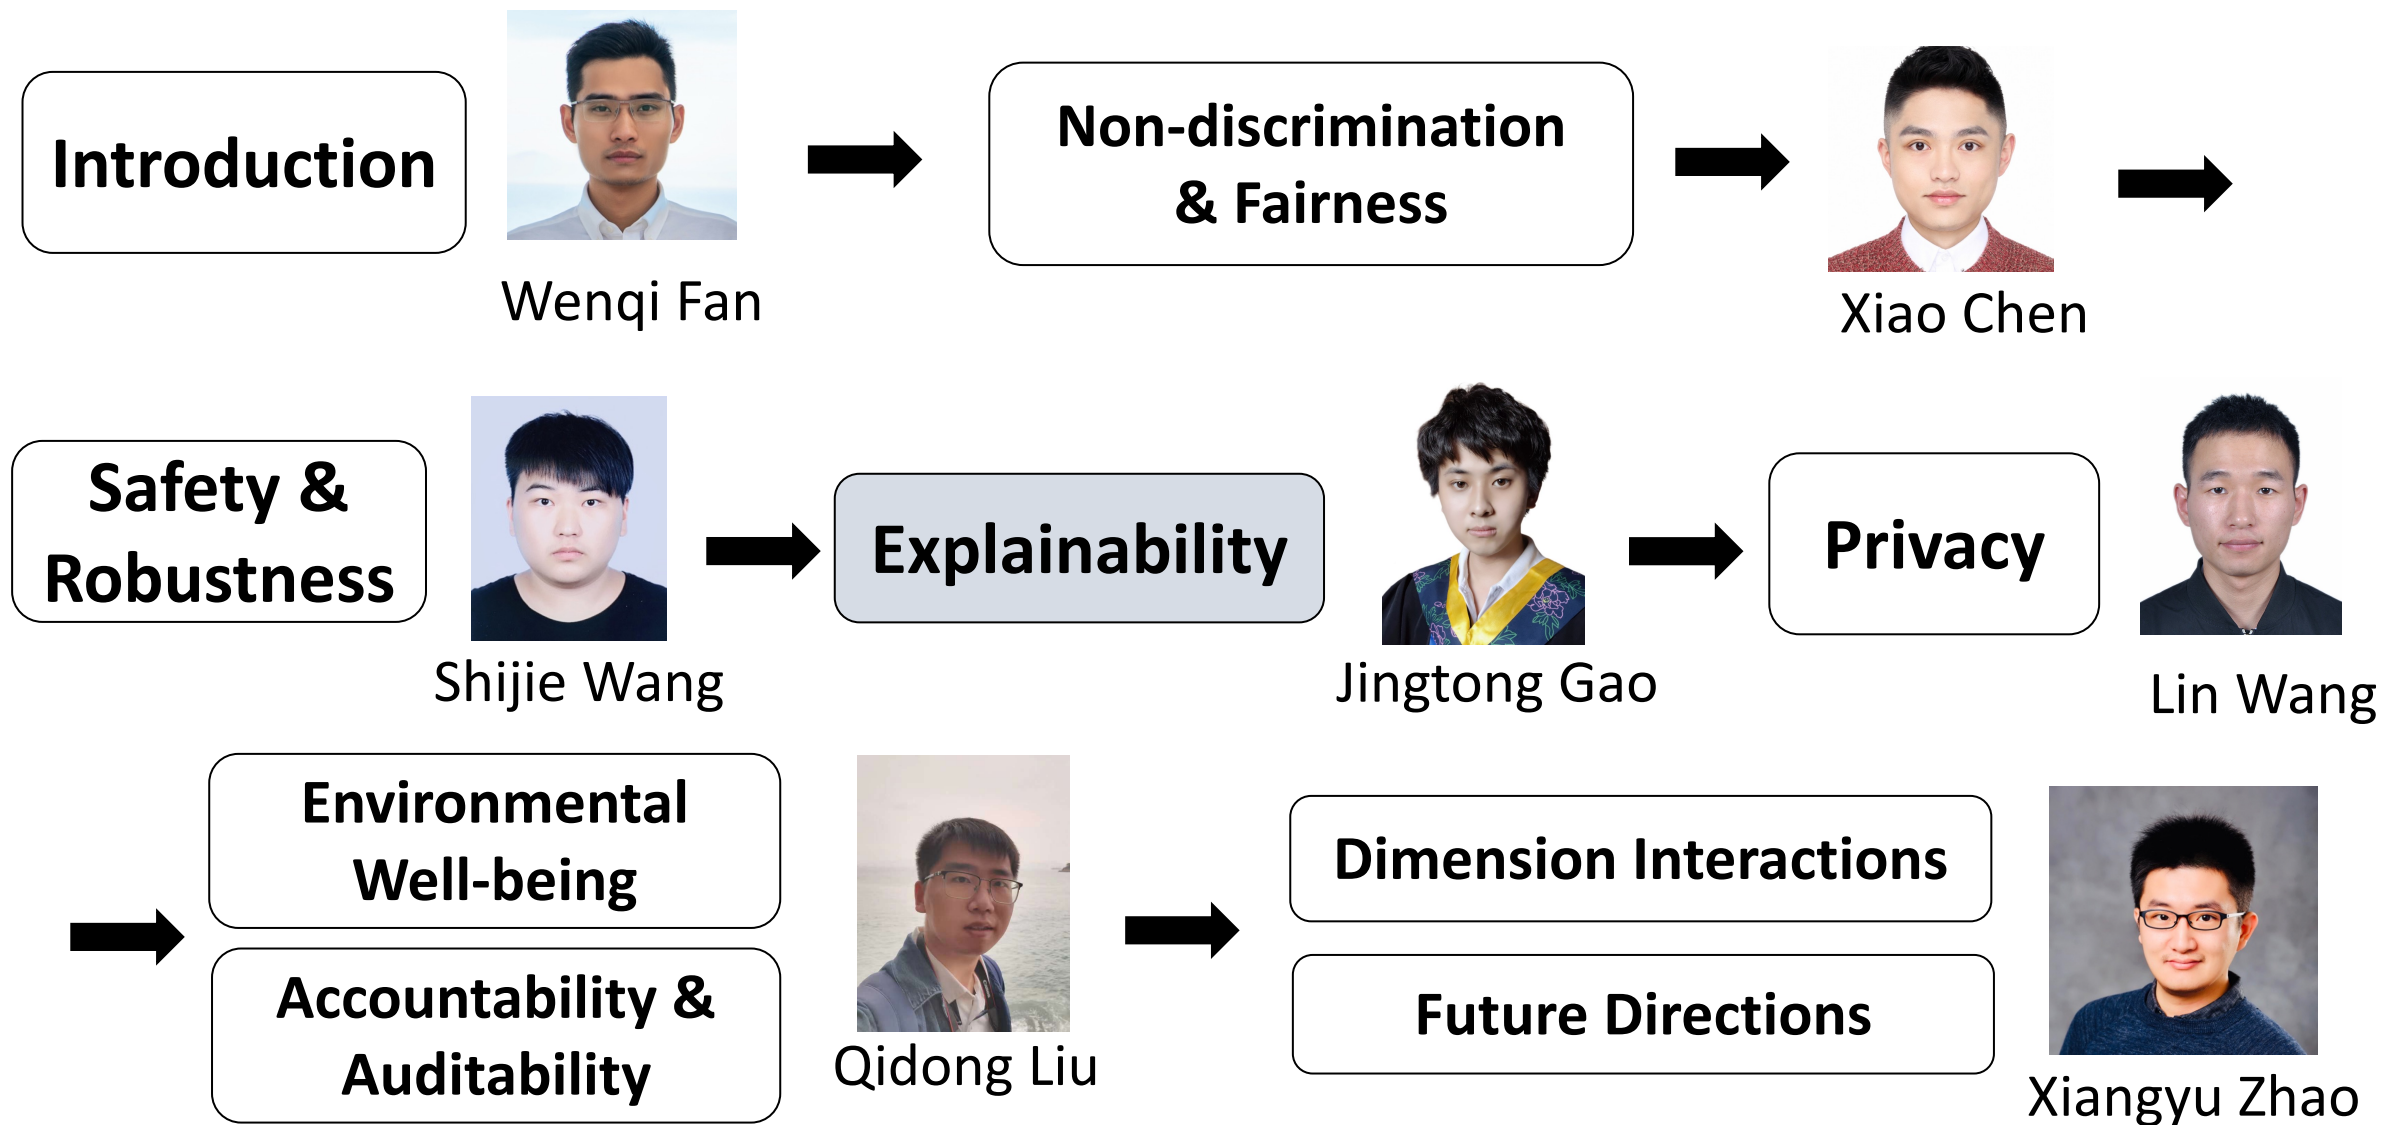 Introduction
Wenqi Fan
Non-discrimination
& Fairness
Xiao Chen
Safety &
Robustness
Shijie Wang
Explainability
Jingtong Gao
Privacy
Lin Wang
Environmental
Well-being
Accountability &
Auditability
Qidong Liu
Dimension Interactions
Future Directions
Xiangyu Zhao